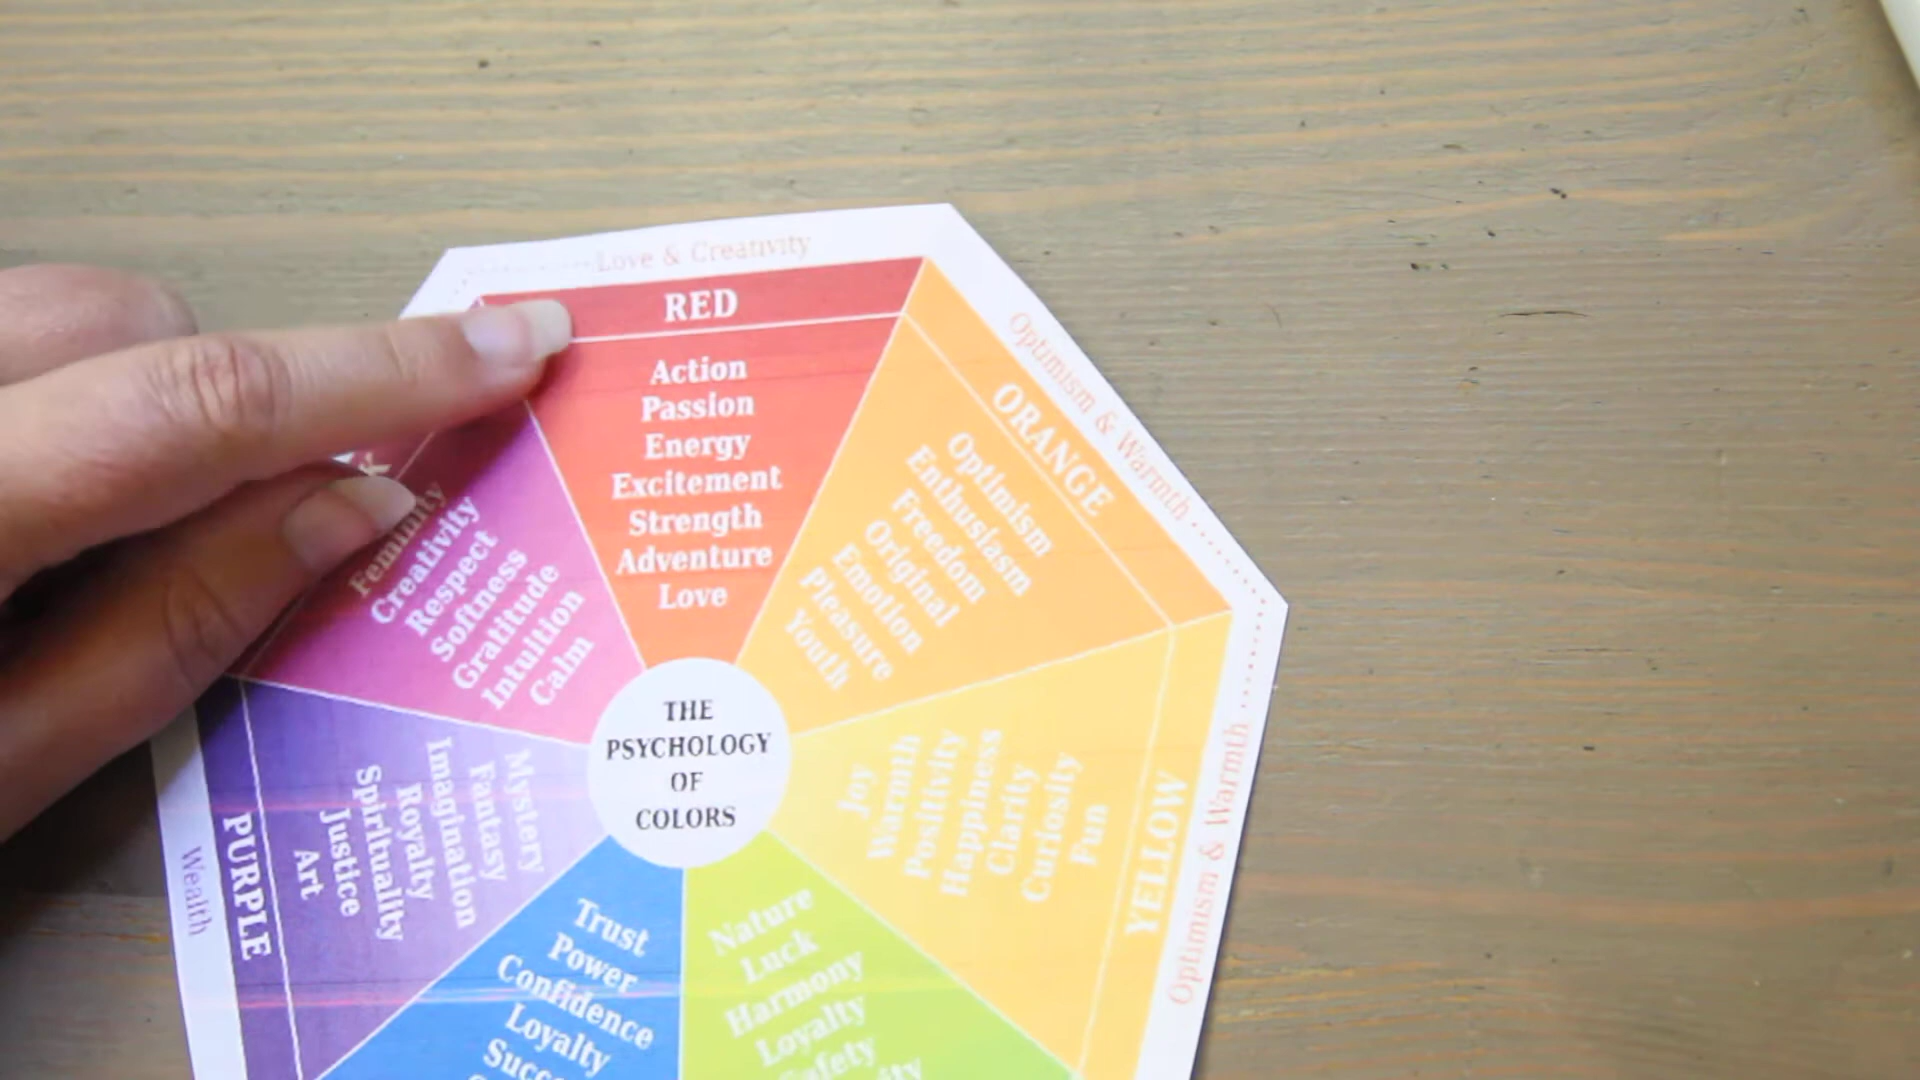 Love & Creativity
RED
Action
Passion
Energy
Excitement
Strength
Adventure
Love
Optimism & Warmth
ORANGE
Optimism
Enthusiasm
Freedom
Original
Emotion
Pleasure
Youth
Optimism & Warmth
YELLOW
Joy
Warmth
Positivity
Happiness
Clarity
Curiosity
Fun
Nature
Luck
Harmony
Loyalty
Trust
Power
Confidence
Loyalty
Wealth
PURPLE
Mystery
Fantasy
Imagination
Royalty
Spirituality
Justice
Art
Creativity
Respect
Softness
Gratitude
Intuition
Calm
THE
PSYCHOLOGY
OF
COLORS